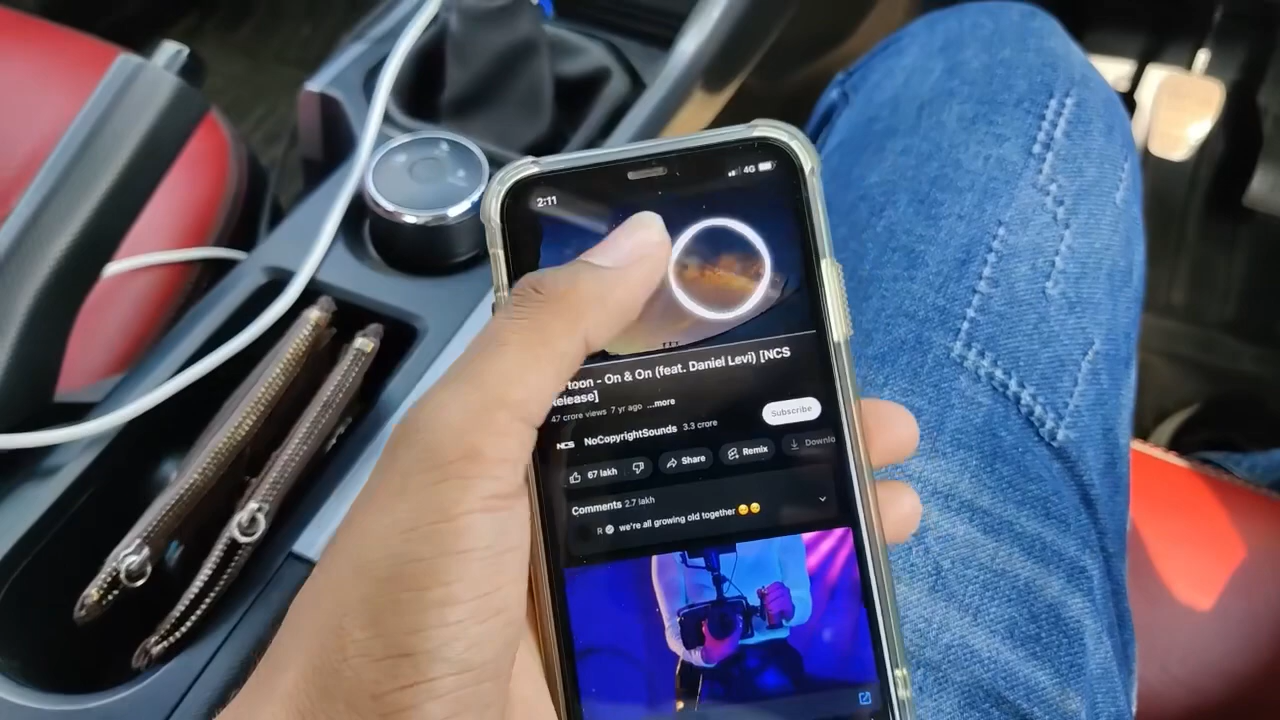 2:11
4G
toon - On & On (feat. Daniel Levi) [NCS
Release]
47 crore views 7 yr ago ...more
Subscribe
NCS NoCopyrightSounds 3.3 crore
67 lakh Share Remix Downlo
Comments 2.7 lakh
R we're all growing old together 🥲🥲